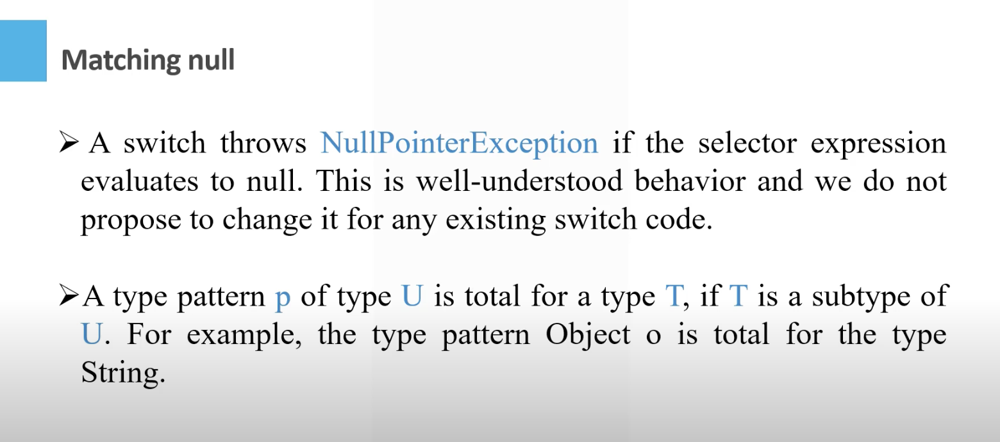 Matching null
➢ A switch throws NullPointerException if the selector expression
evaluates to null. This is well-understood behavior and we do not
propose to change it for any existing switch code.
➢A type pattern p of type U is total for a type T, if T is a subtype of
U. For example, the type pattern Object o is total for the type
String.